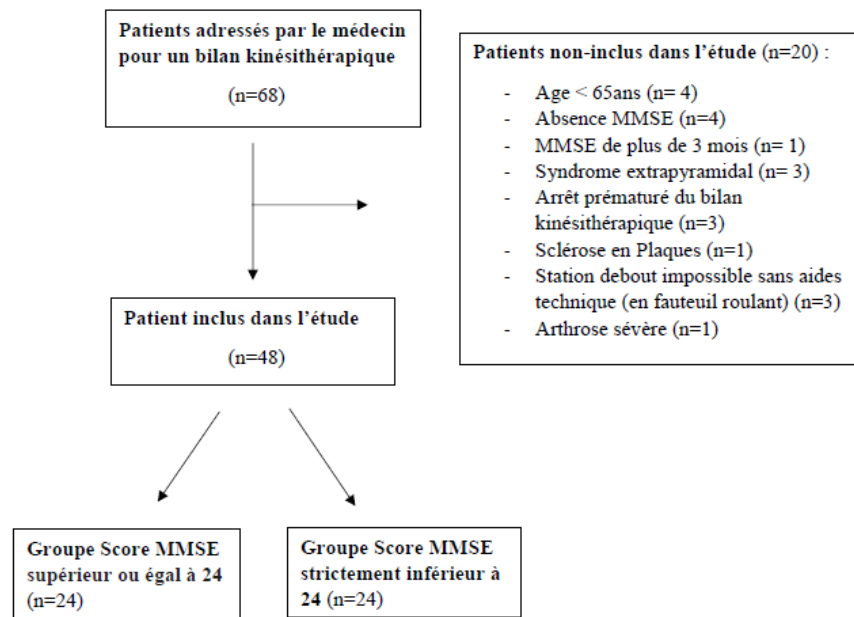 Patients adressés par le médecin
pour un bilan kinésithérapique
(n=68)
Patients non-inclus dans l'étude (n=20) :
- Age < 65ans (n= 4)
- Absence MMSE (n=4)
- MMSE de plus de 3 mois (n= 1)
- Syndrome extrapyramidal (n= 3)
- Arrêt prématuré du bilan
kinésithérapique (n=3)
- Sclérose en Plaques (n=1)
- Station debout impossible sans aides
technique (en fauteuil roulant) (n=3)
- Arthrose sévère (n=1)
Patient inclus dans l'étude
(n=48)
Groupe Score MMSE
supérieur ou égal à 24
(n=24)
Groupe Score MMSE
strictement inférieur à
24 (n=24)